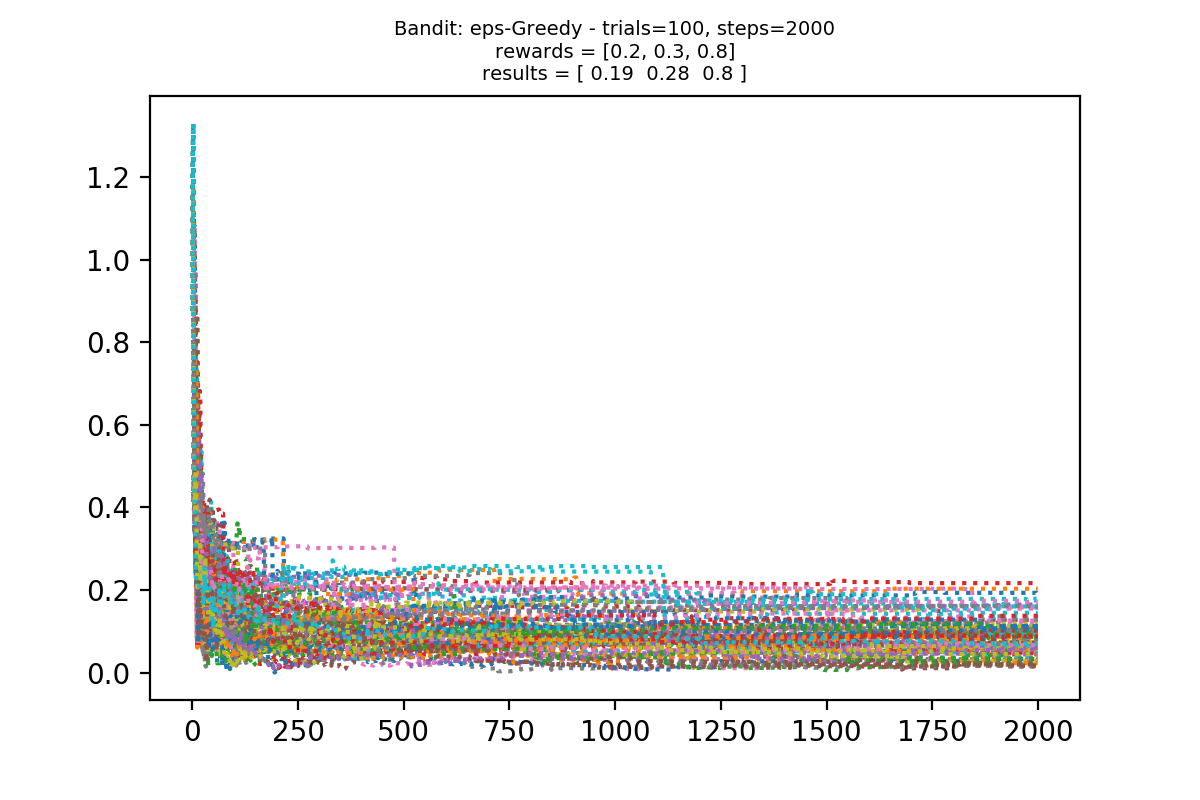 Bandit: eps-Greedy - trials=100, steps=2000
rewards = [0.2, 0.3, 0.8]
results = [ 0.19  0.28  0.8 ]
1.2
1.0
0.8
0.6
0.4
0.2
0.0
0 250 500 750 1000 1250 1500 1750 2000